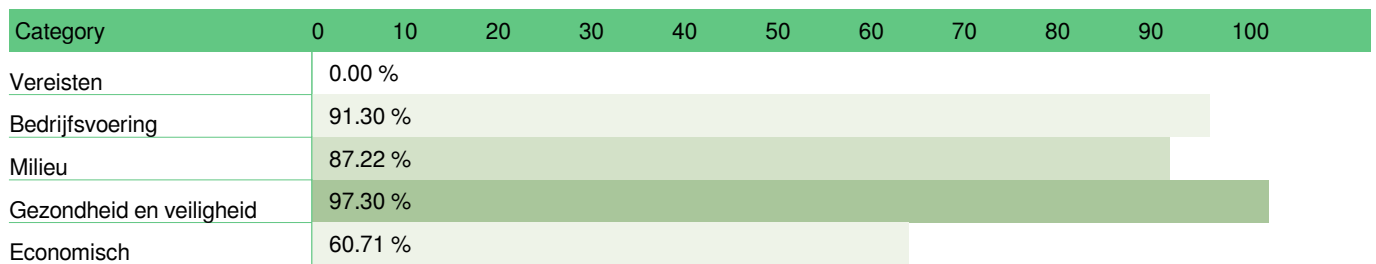 Category 0 10 20 30 40 50 60 70 80 90 100
Vereisten 0.00 %
Bedrijfsvoering 91.30 %
Milieu 87.22 %
Gezondheid en veiligheid 97.30 %
Economisch 60.71 %